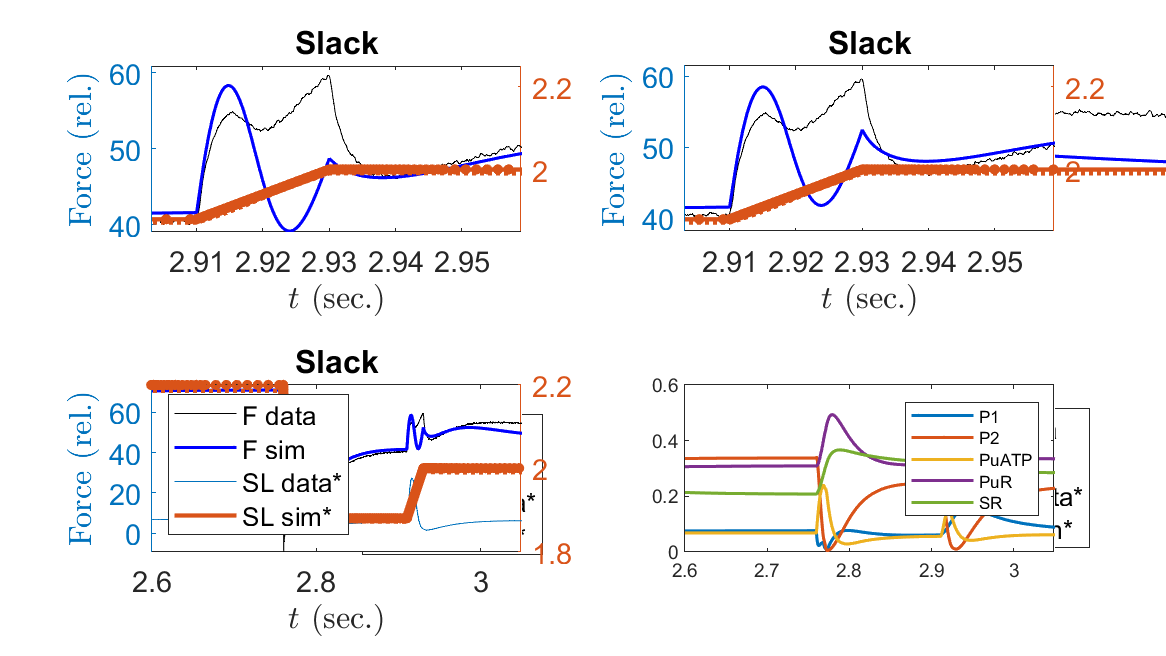 Slack
60
50
40
Force (rel.)
2.2
2
2.91 2.92 2.93 2.94 2.95
t (sec.)
Slack
60
50
40
Force (rel.)
2.2
2
2.91 2.92 2.93 2.94 2.95
t (sec.)
Slack
60
40
20
0
Force (rel.)
2.2
2
1.8
F data
F sim
SL data*
SL sim*
2.6 2.8 3
t (sec.)
0.6
0.4
0.2
0
P1
P2
PuATP
PuR
SR
2.6 2.7 2.8 2.9 3